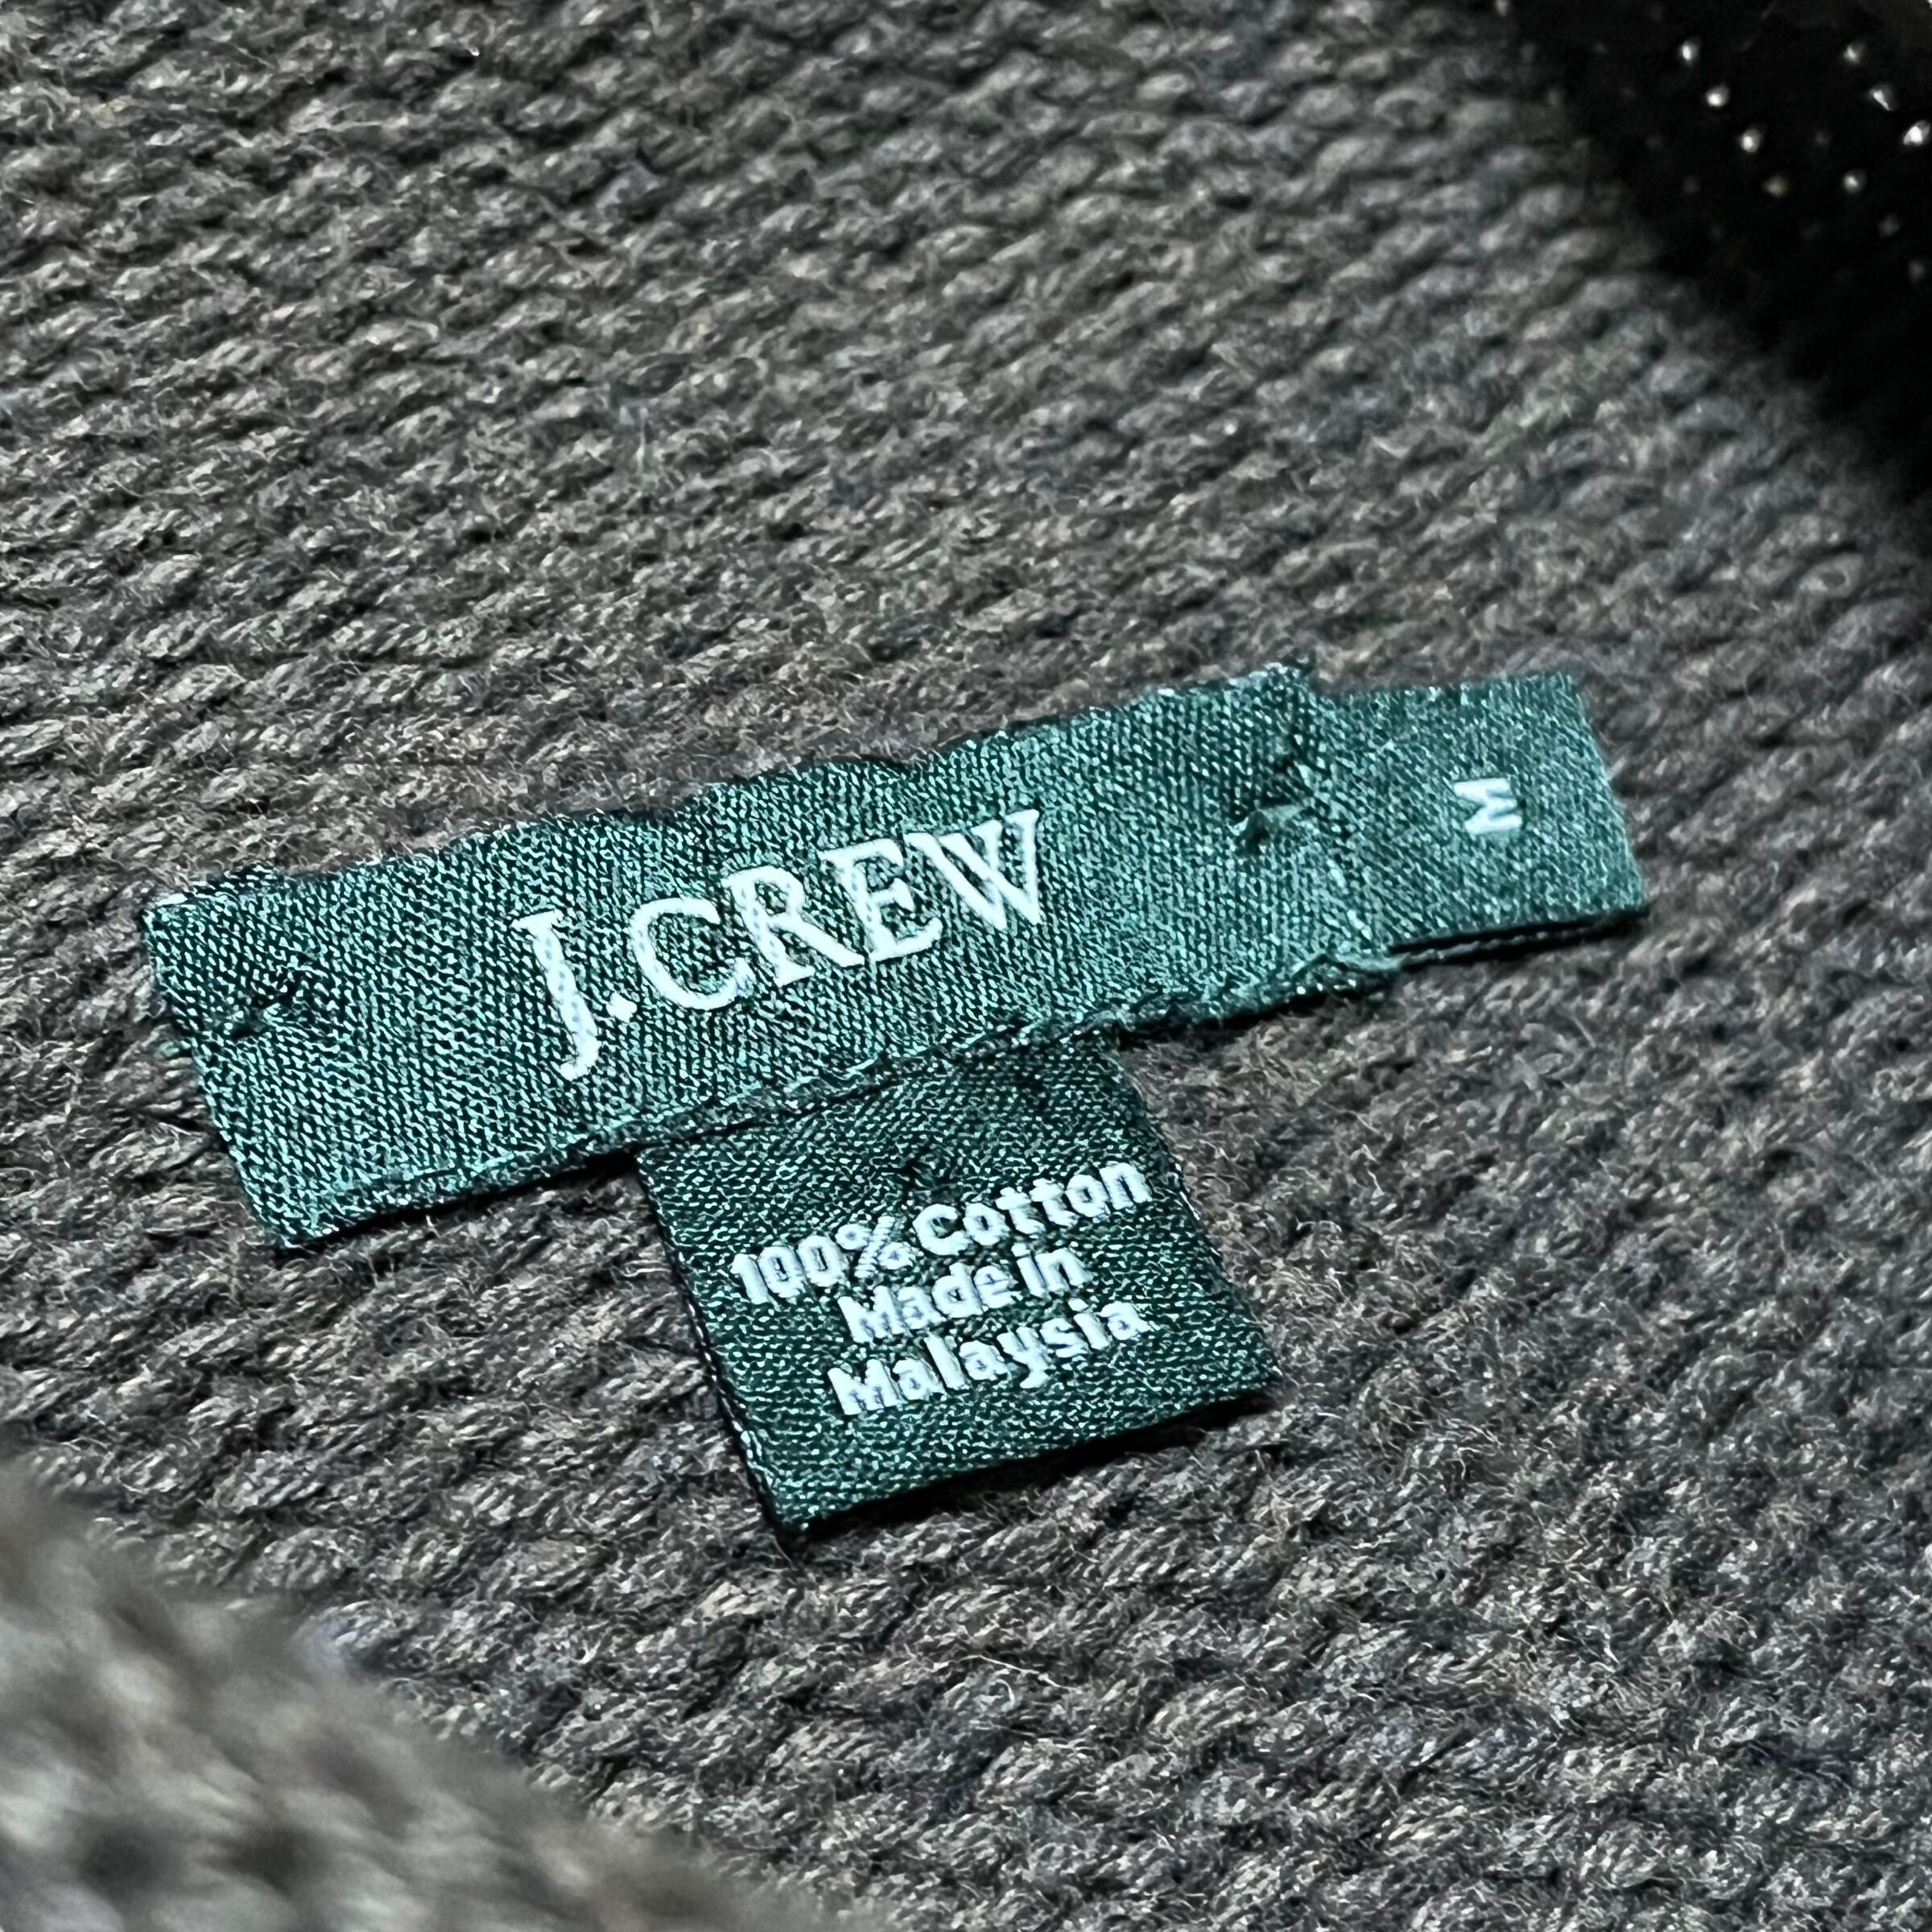 J.CREW
M
100% Cotton
Made in
Malaysia